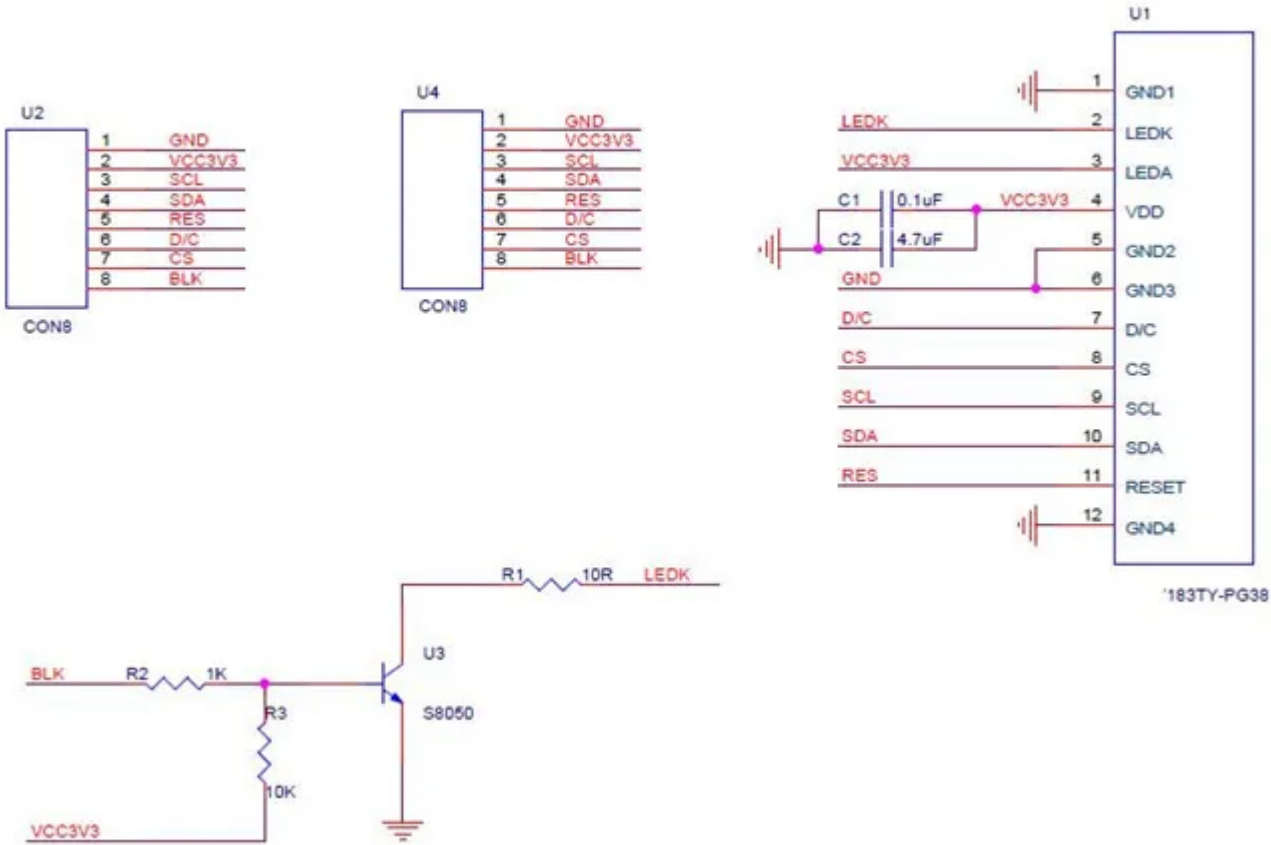 U2
1 GND
2 VCC3V3
3 SCL
4 SDA
5 RES
6 D/C
7 CS
8 BLK
CON8
U4
1 GND
2 VCC3V3
3 SCL
4 SDA
5 RES
6 D/C
7 CS
8 BLK
CON8
U1
1 GND1
LEDK 2 LEDK
VCC3V3 3 LEDA
C1 0.1uF VCC3V3 4 VDD
C2 4.7uF 5 GND2
GND 6 GND3
D/C 7 D/C
CS 8 CS
SCL 9 SCL
SDA 10 SDA
RES 11 RESET
12 GND4
'183TY-PG38
R1 10R LEDK
U3
BLK R2 1K
R3
S8050
10K
VCC3V3